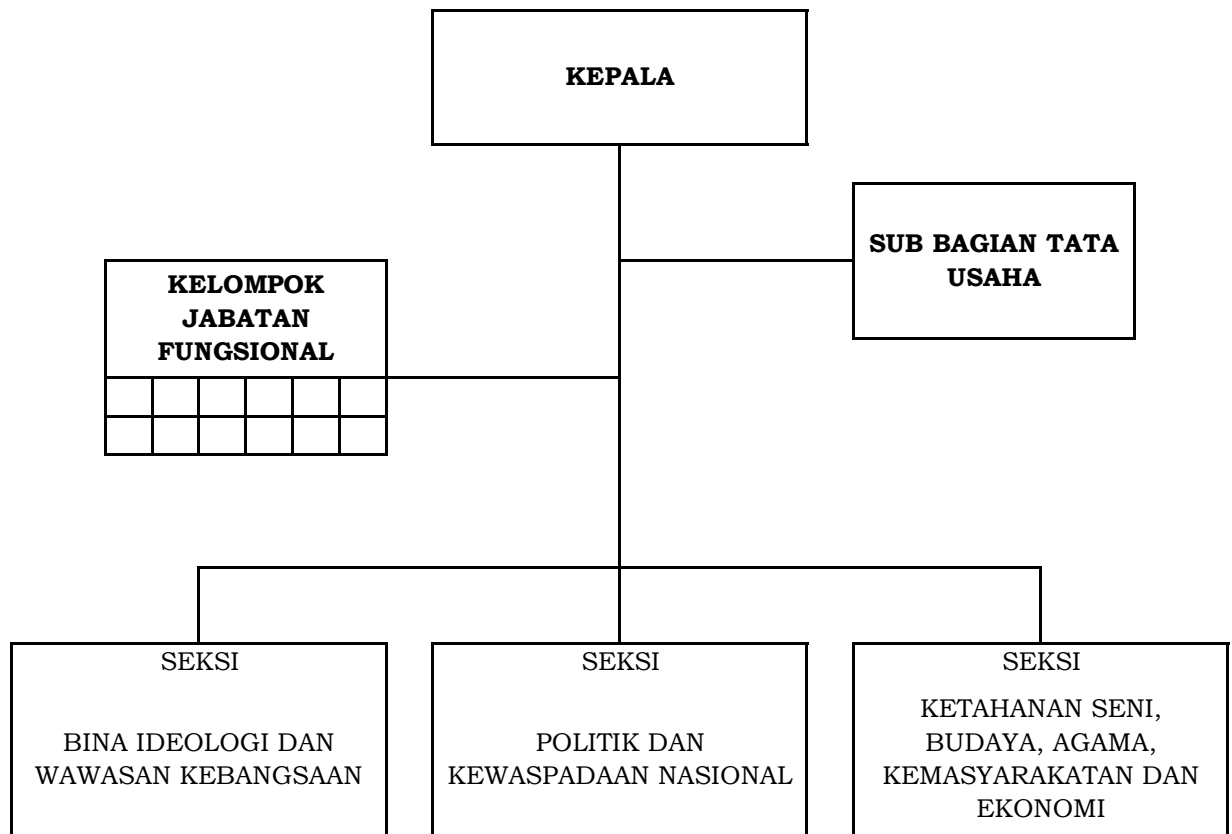 KEPALA
SUB BAGIAN TATA
USAHA
KELOMPOK
JABATAN
FUNGSIONAL
SEKSI
BINA IDEOLOGI DAN
WAWASAN KEBANGSAAN
SEKSI
POLITIK DAN
KEWASPADAAN NASIONAL
SEKSI
KETAHANAN SENI,
BUDAYA, AGAMA,
KEMASYARAKATAN DAN
EKONOMI